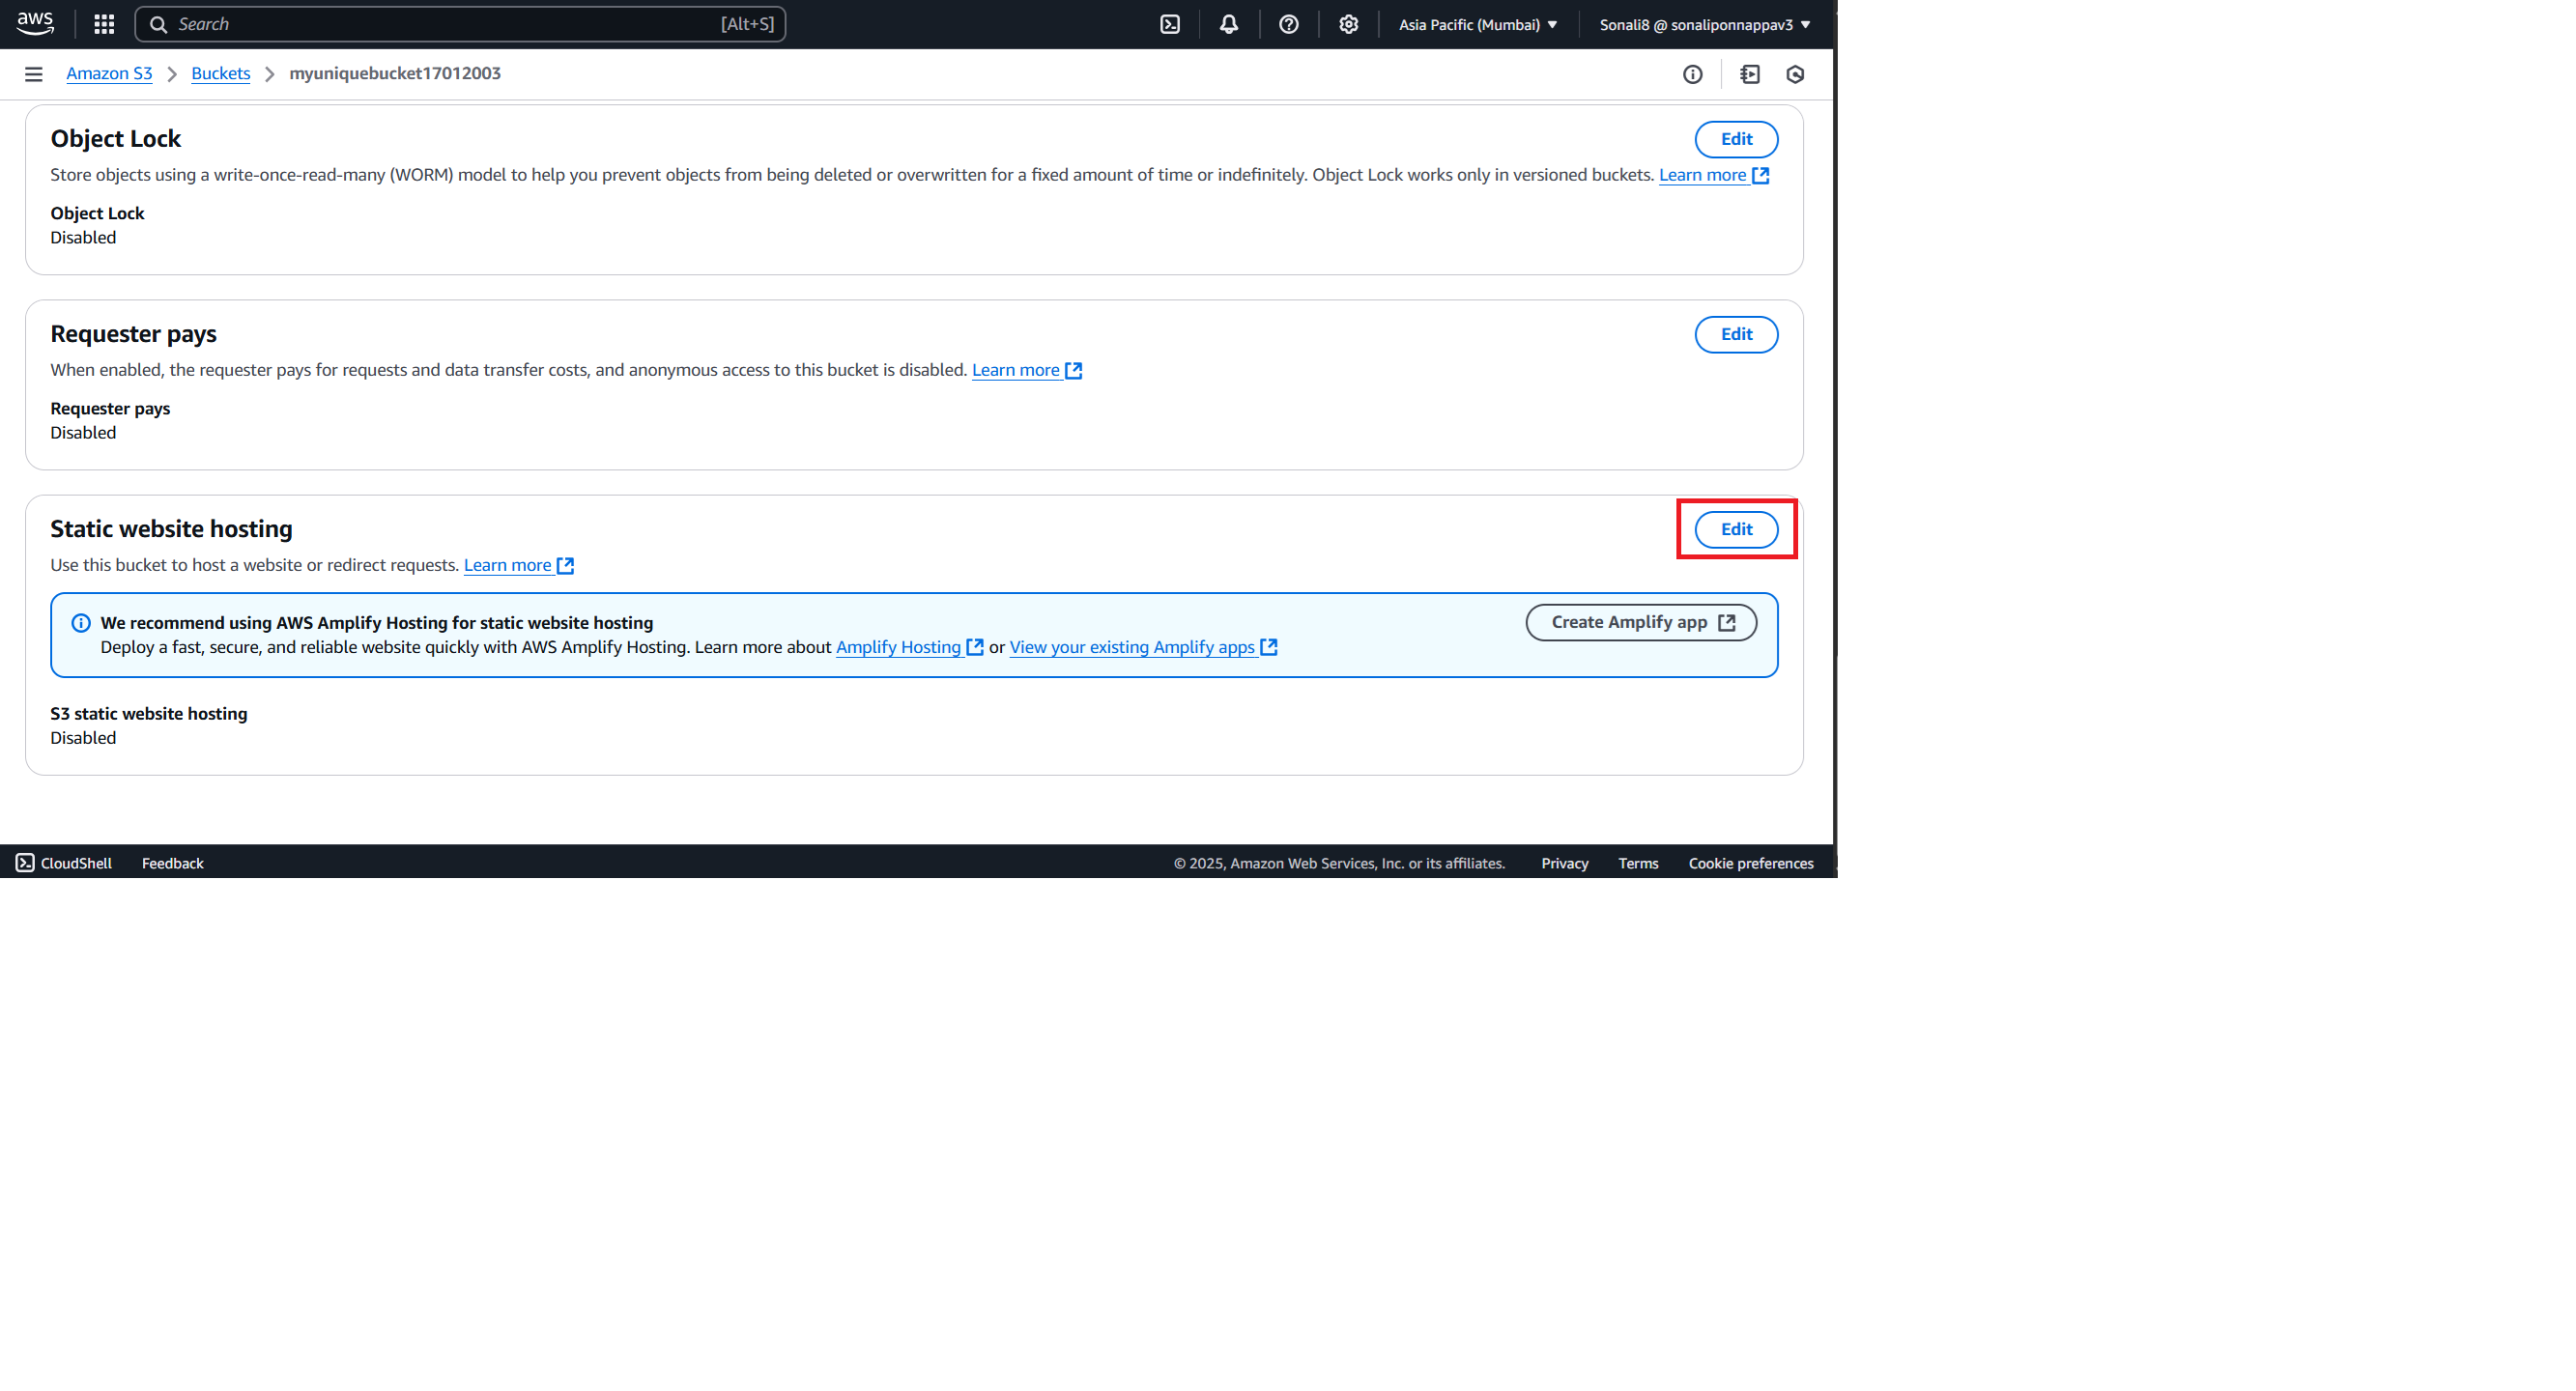 aws Search [Alt+S] Asia Pacific (Mumbai) Sonali8 @ sonaliponnappav3
Amazon S3 > Buckets > myuniquebucket17012003
Object Lock Edit
Store objects using a write-once-read-many (WORM) model to help you prevent objects from being deleted or overwritten for a fixed amount of time or indefinitely. Object Lock works only in versioned buckets. Learn more
Object Lock
Disabled
Requester pays Edit
When enabled, the requester pays for requests and data transfer costs, and anonymous access to this bucket is disabled. Learn more
Requester pays
Disabled
Static website hosting Edit
Use this bucket to host a website or redirect requests. Learn more
We recommend using AWS Amplify Hosting for static website hosting Create Amplify app
Deploy a fast, secure, and reliable website quickly with AWS Amplify Hosting. Learn more about Amplify Hosting or View your existing Amplify apps
S3 static website hosting
Disabled
CloudShell Feedback © 2025, Amazon Web Services, Inc. or its affiliates. Privacy Terms Cookie preferences